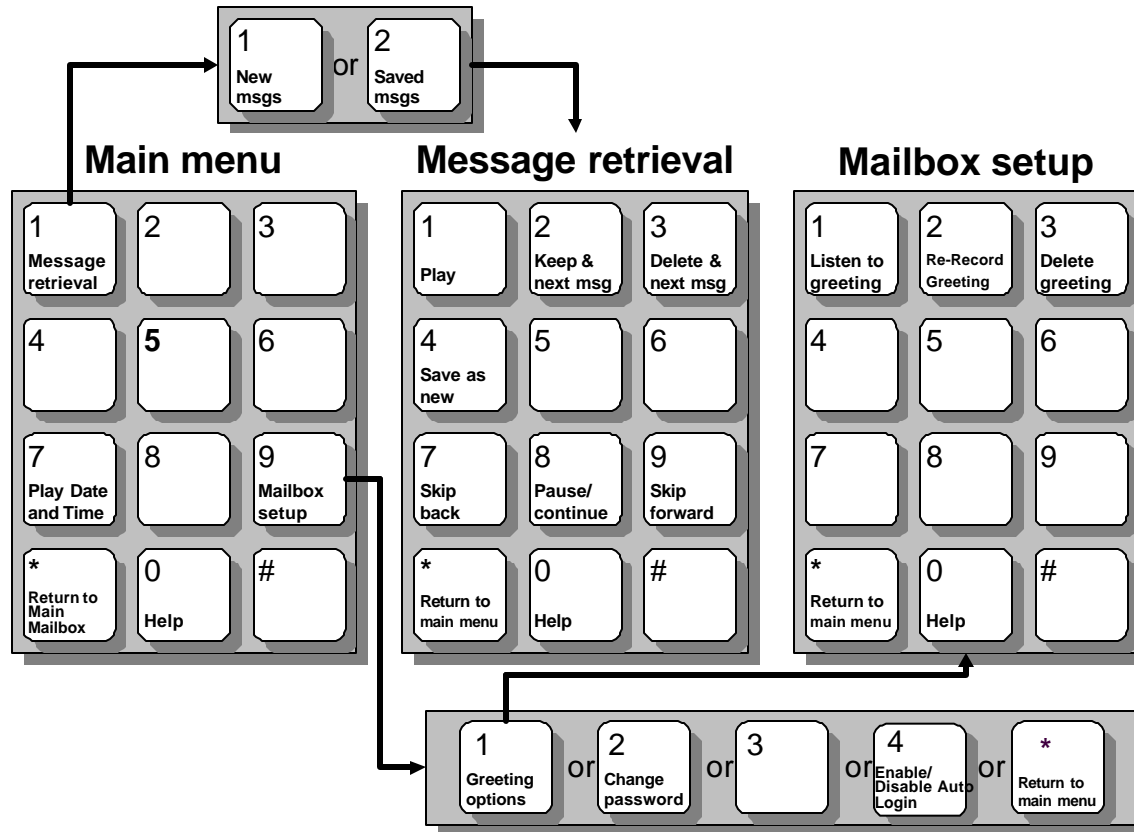 1
New
msgs
or
2
Saved
msgs
Main menu
1
Message
retrieval
2
3
4
5
6
7
Play Date
and Time
8
9
Mailbox
setup
*
Return to
Main
Mailbox
0
Help
#
Message retrieval
1
Play
2
Keep &
next msg
3
Delete &
next msg
4
Save as
new
5
6
7
Skip
back
8
Pause/
continue
9
Skip
forward
*
Return to
main menu
0
Help
#
Mailbox setup
1
Listen to
greeting
2
Re-Record
Greeting
3
Delete
greeting
4
5
6
7
8
9
*
Return to
main menu
0
Help
#
1
Greeting
options
or
2
Change
password
or
3
or
4
Enable/
Disable Auto
Login
or
*
Return to
main menu